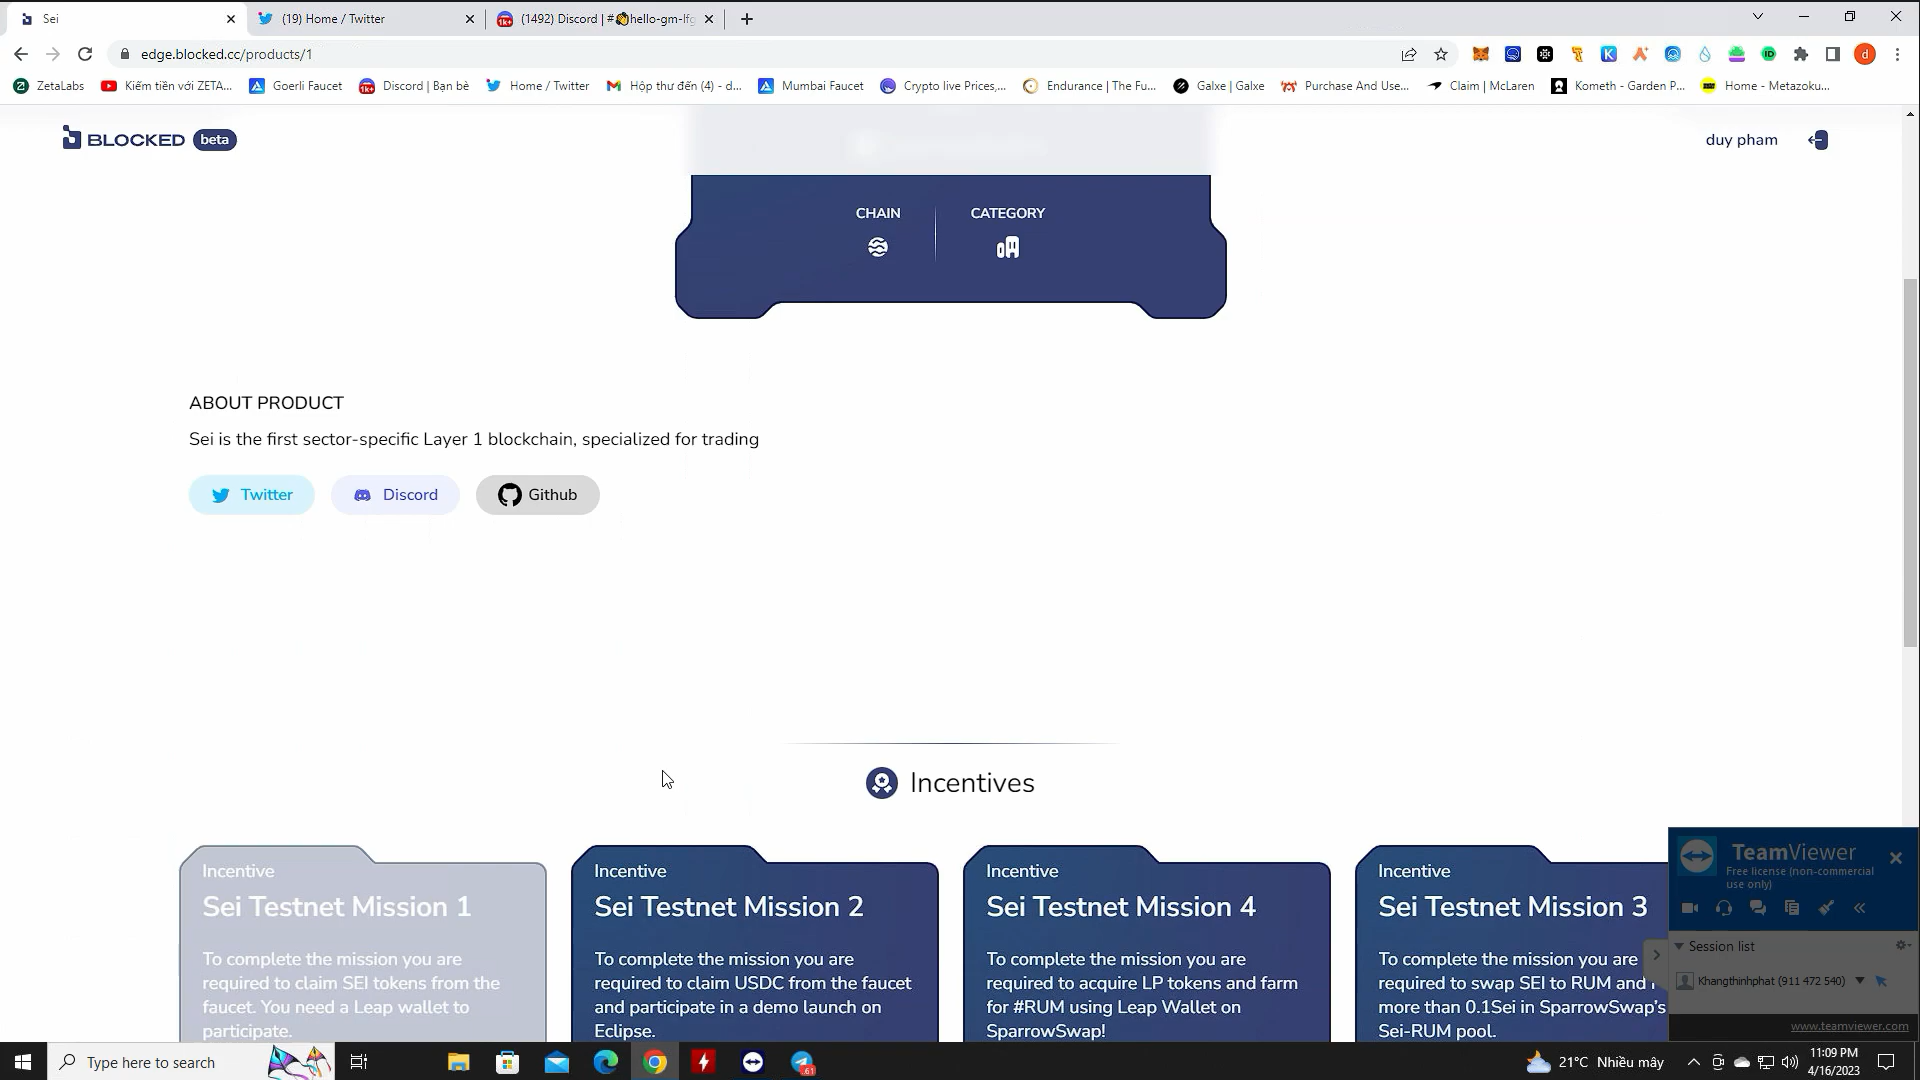 Sei
(19) Home / Twitter
(1492) Discord | #👋hello-gm-lfg
edge.blocked.cc/products/1
ZetaLabs
Kiếm tiền với ZETA...
Goerli Faucet
Discord | Bạn bè
Home / Twitter
Hộp thư đến (4) - d...
Mumbai Faucet
Crypto live Prices,...
Endurance | The Fu...
Galxe | Galxe
Purchase And Use...
Claim | McLaren
Kometh - Garden P...
Home - Metazoku...
BLOCKED beta
duy pham
CHAIN
CATEGORY
ABOUT PRODUCT
Sei is the first sector-specific Layer 1 blockchain, specialized for trading
Twitter
Discord
Github
Incentives
Incentive
Sei Testnet Mission 1
To complete the mission you are
required to claim SEI tokens from the
faucet. You need a Leap wallet to
participate.
Incentive
Sei Testnet Mission 2
To complete the mission you are
required to claim USDC from the faucet
and participate in a demo launch on
Eclipse.
Incentive
Sei Testnet Mission 4
To complete the mission you are
required to acquire LP tokens and farm
for #RUM using Leap Wallet on
SparrowSwap!
Incentive
Sei Testnet Mission 3
To complete the mission you are
required to swap SEI to RUM and
more than 0.1Sei in SparrowSwap's
Sei-RUM pool.
TeamViewer
Free license (non-commercial
use only)
Session list
Khangthinhphat (911 472 540)
www.teamviewer.com
Type here to search
61
21°C Nhiều mây
11:09 PM
4/16/2023